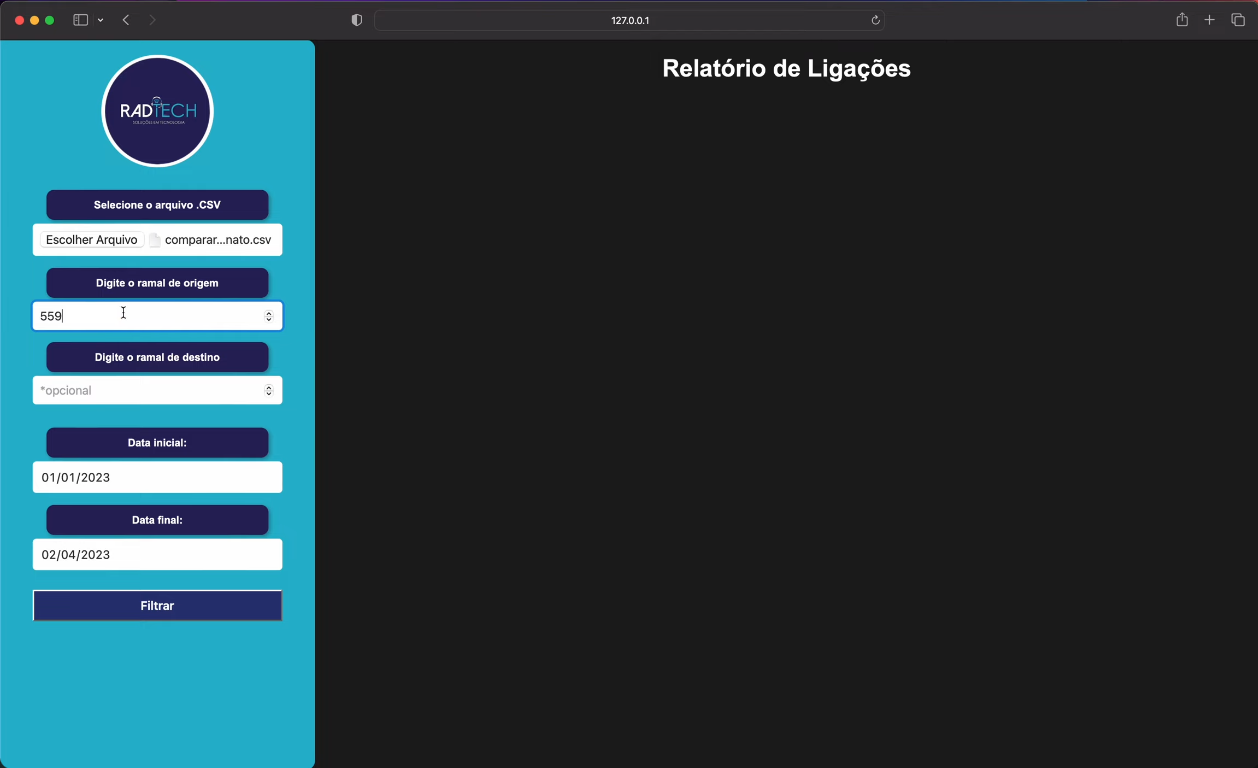 127.0.0.1
RADTECH
SOLUÇÕES EM TECNOLOGIA
Relatório de Ligações
Selecione o arquivo .CSV
Escolher Arquivo comparar...nato.csv
Digite o ramal de origem
559
Digite o ramal de destino
*opcional
Data inicial:
01/01/2023
Data final:
02/04/2023
Filtrar